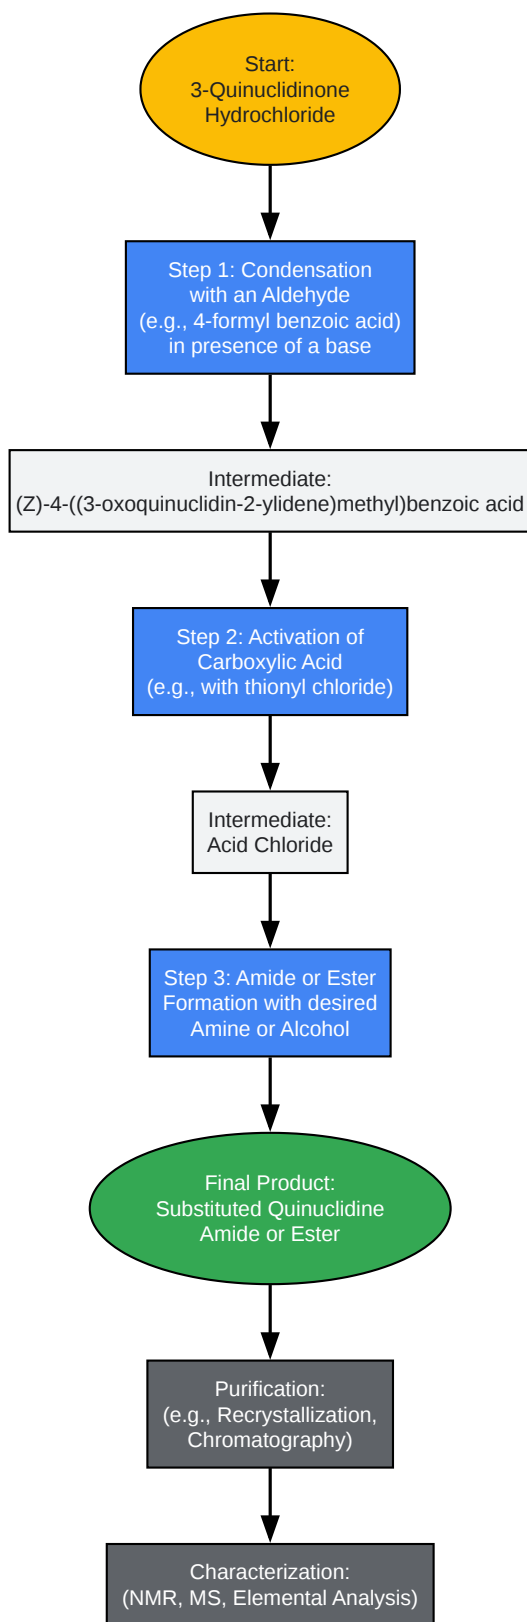 Start:
3-Quinuclidinone
Hydrochloride
Step 1: Condensation
with an Aldehyde
(e.g., 4-formyl benzoic acid)
in presence of a base
Intermediate:
(Z)-4-((3-oxoquinuclidin-2-ylidene)methyl)benzoic acid
Step 2: Activation of
Carboxylic Acid
(e.g., with thionyl chloride)
Intermediate:
Acid Chloride
Step 3: Amide or Ester
Formation with desired
Amine or Alcohol
Final Product:
Substituted Quinuclidine
Amide or Ester
Purification:
(e.g., Recrystallization,
Chromatography)
Characterization:
(NMR, MS, Elemental Analysis)